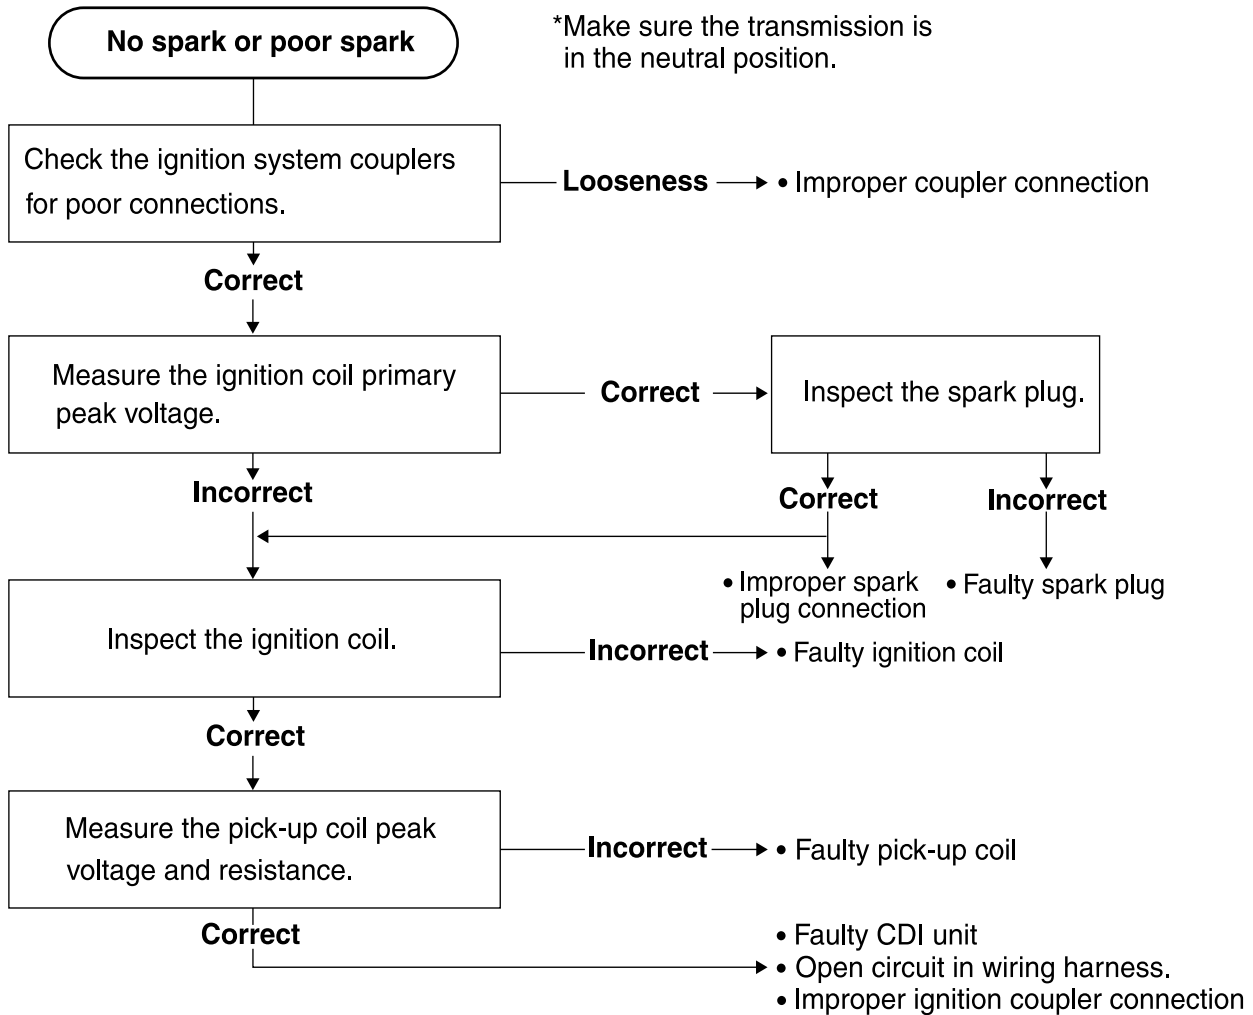 No spark or poor spark
*Make sure the transmission is
in the neutral position.
Check the ignition system couplers
for poor connections.
Looseness
• Improper coupler connection
Correct
Measure the ignition coil primary
peak voltage.
Correct
Inspect the spark plug.
Incorrect
Correct
Incorrect
• Improper spark
plug connection
• Faulty spark plug
Inspect the ignition coil.
Incorrect
• Faulty ignition coil
Correct
Measure the pick-up coil peak
voltage and resistance.
Incorrect
• Faulty pick-up coil
Correct
• Faulty CDI unit
• Open circuit in wiring harness.
• Improper ignition coupler connection